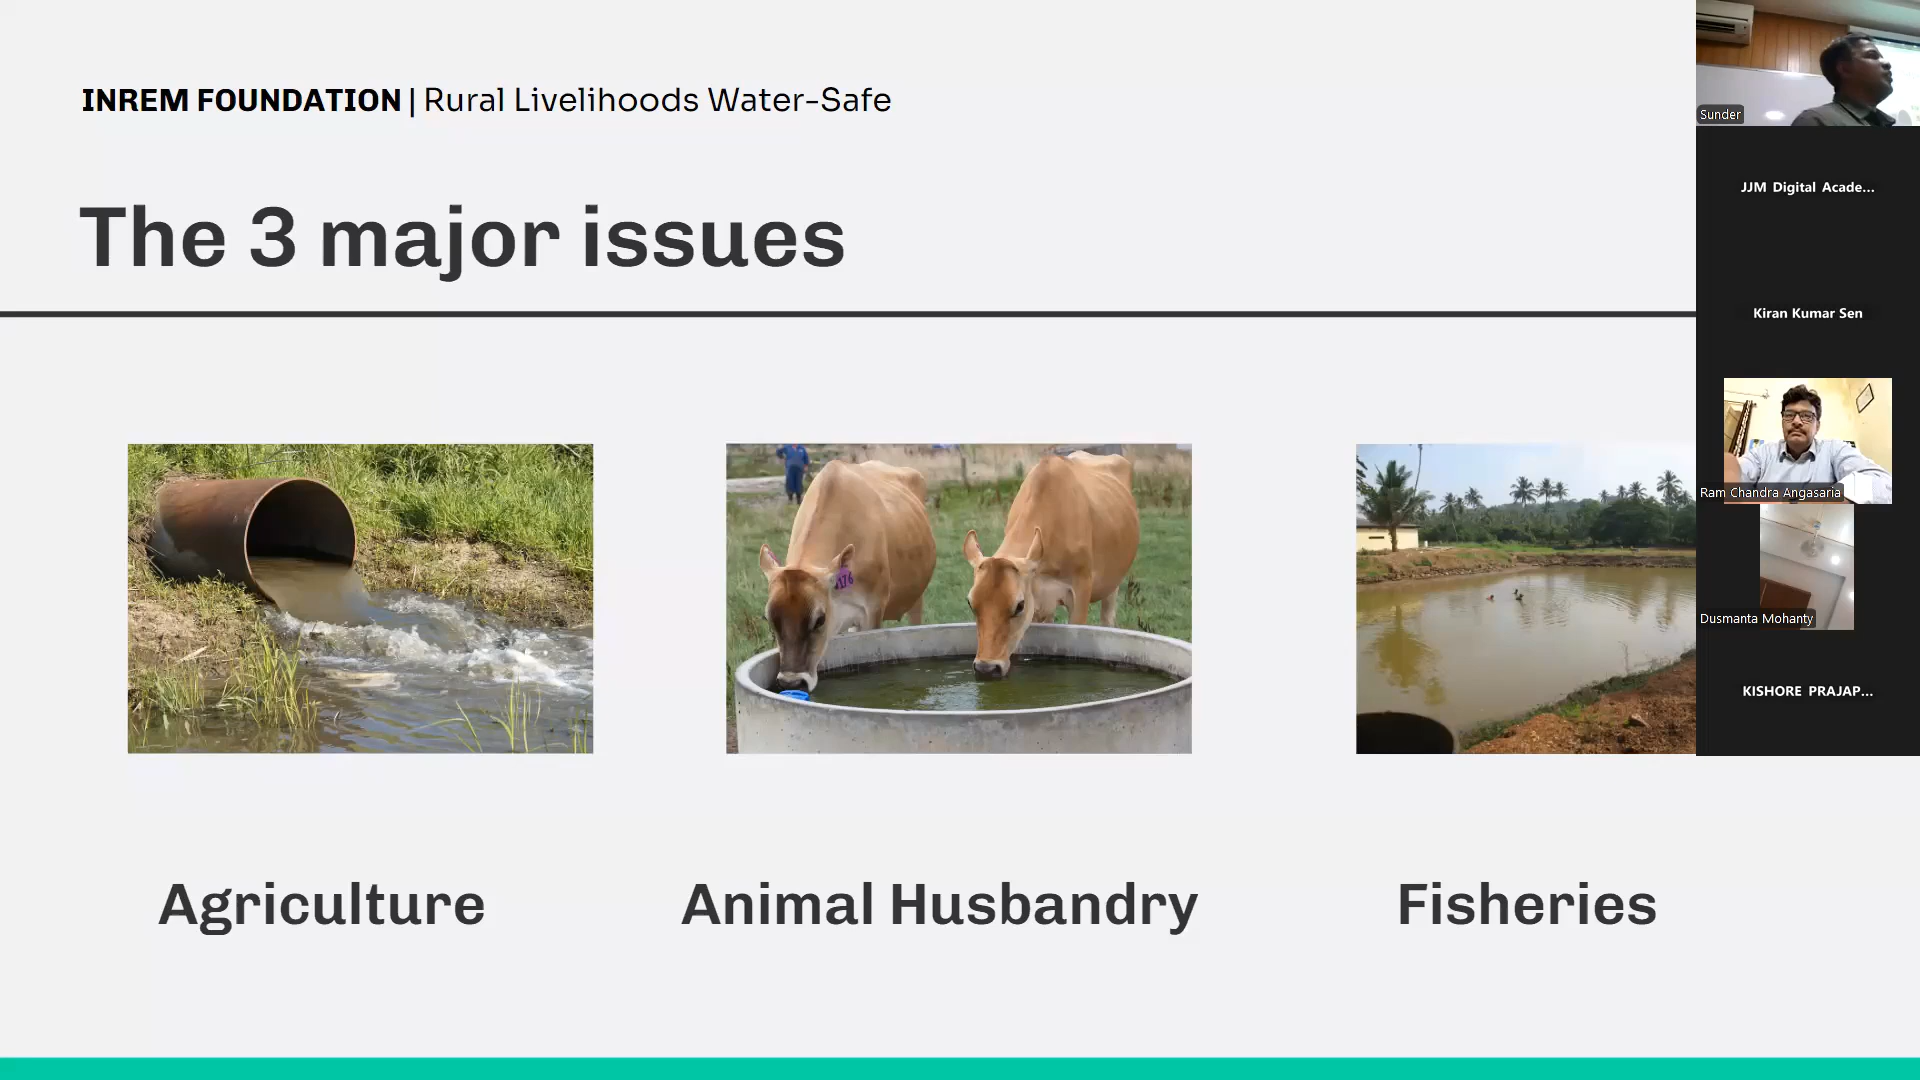 INREM FOUNDATION | Rural Livelihoods Water-Safe
The 3 major issues
Agriculture
Animal Husbandry
Fisheries
176
Sunder
JJM Digital Acade...
Kiran Kumar Sen
Ram Chandra Angasaria
Dusmanta Mohanty
KISHORE PRAJAP...